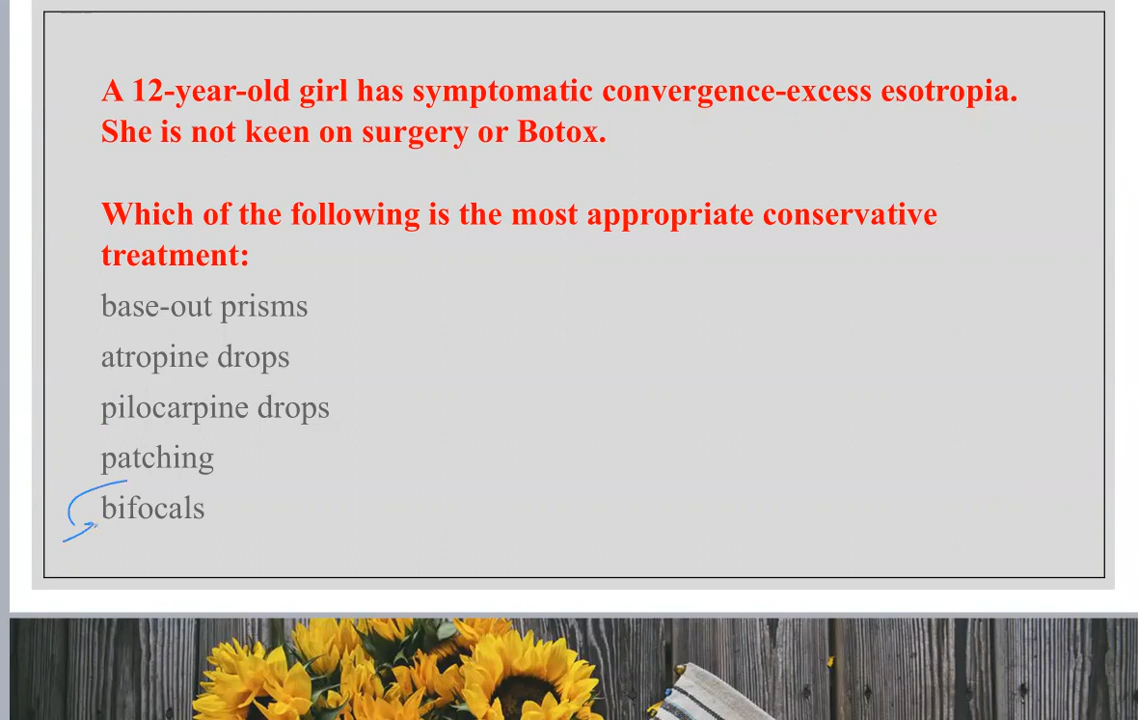 A 12-year-old girl has symptomatic convergence-excess esotropia.
She is not keen on surgery or Botox.
Which of the following is the most appropriate conservative
treatment:
base-out prisms
atropine drops
pilocarpine drops
patching
bifocals